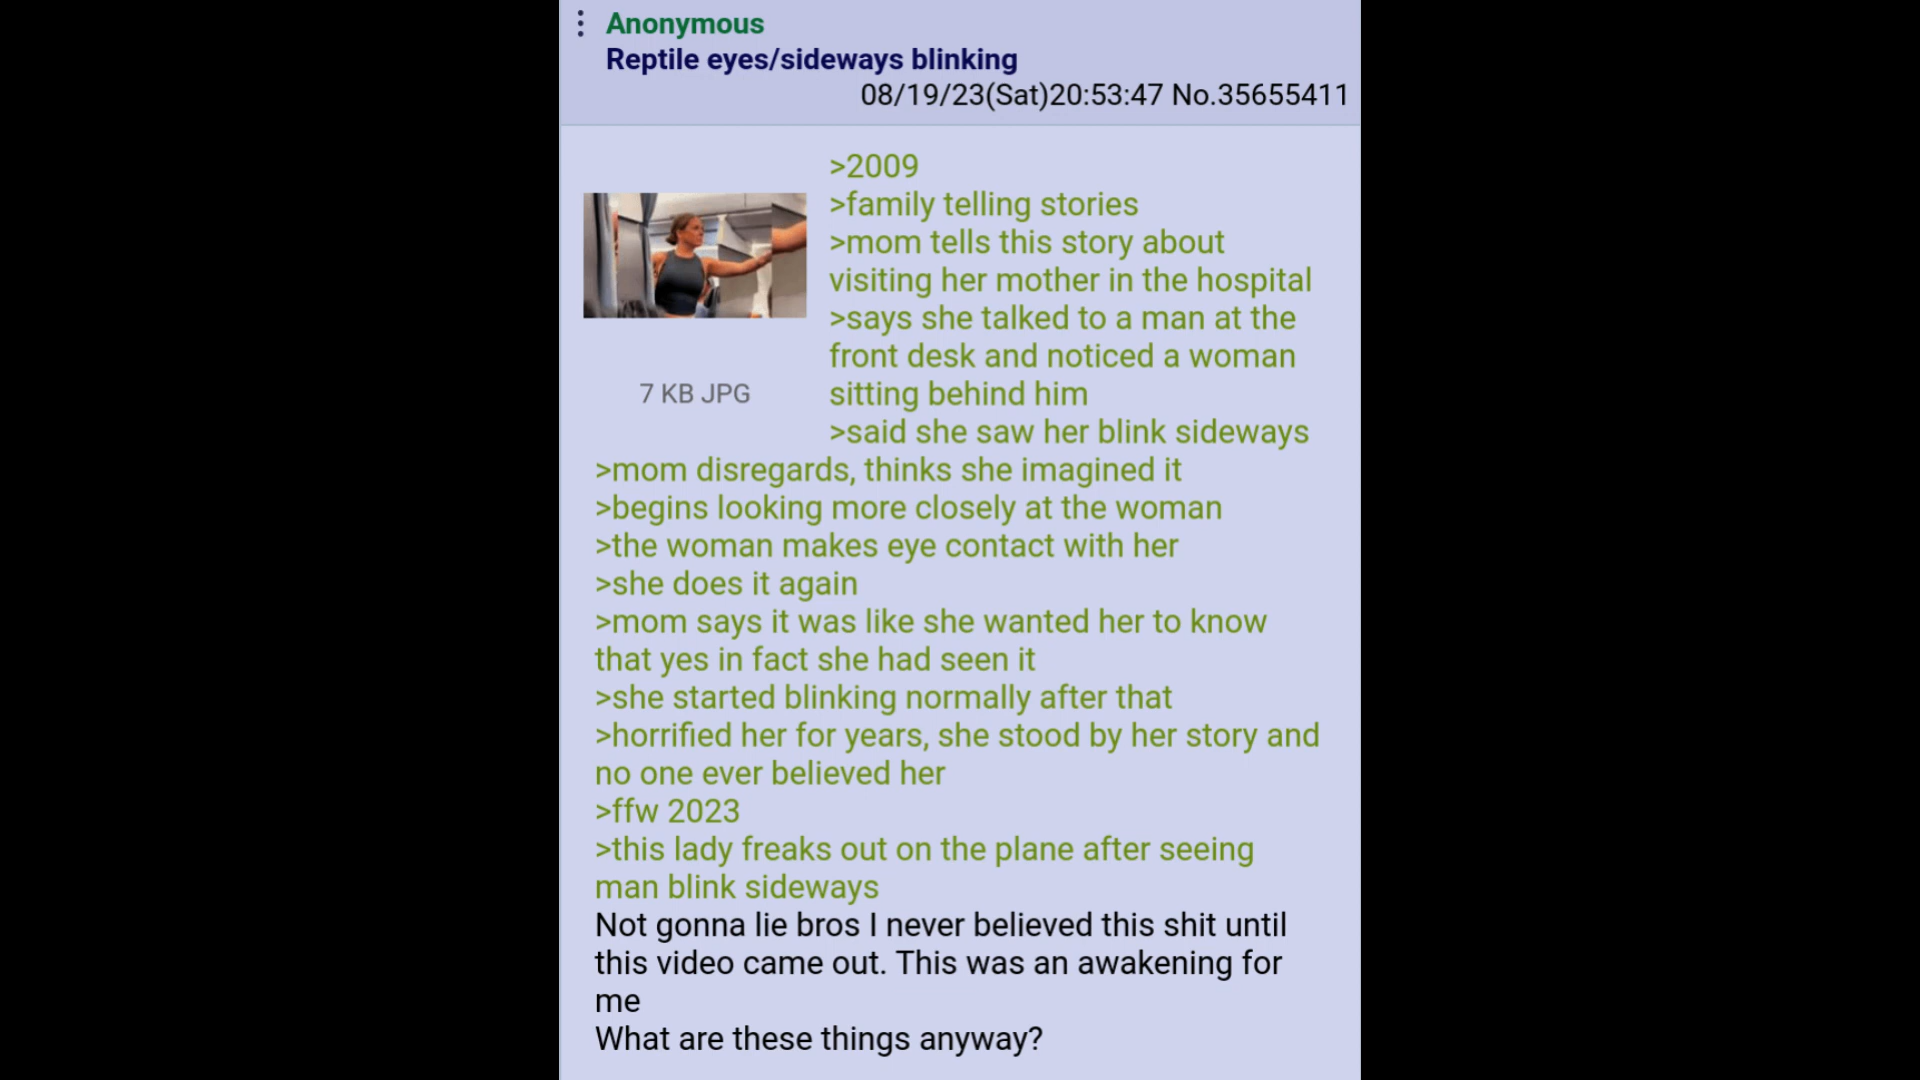 Anonymous
Reptile eyes/sideways blinking
08/19/23(Sat)20:53:47 No.35655411
>2009
>family telling stories
>mom tells this story about
visiting her mother in the hospital
>says she talked to a man at the
front desk and noticed a woman
sitting behind him
7 KB JPG
>said she saw her blink sideways
>mom disregards, thinks she imagined it
>begins looking more closely at the woman
>the woman makes eye contact with her
>she does it again
>mom says it was like she wanted her to know
that yes in fact she had seen it
>she started blinking normally after that
>horrified her for years, she stood by her story and
no one ever believed her
>ffw 2023
>this lady freaks out on the plane after seeing
man blink sideways
Not gonna lie bros I never believed this shit until
this video came out. This was an awakening for
me
What are these things anyway?